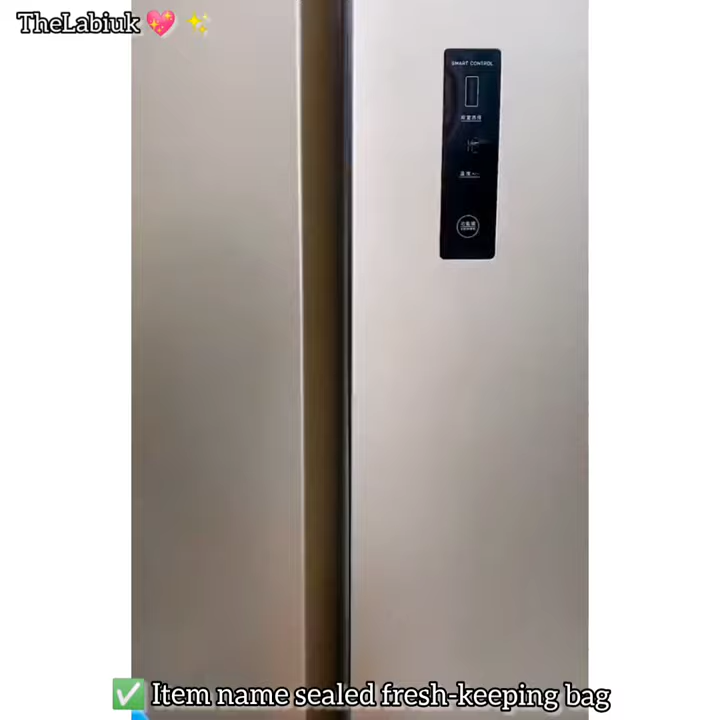 TheLabiuk 💖 ✨
SMART CONTROL
✅ Item name sealed fresh-keeping bag